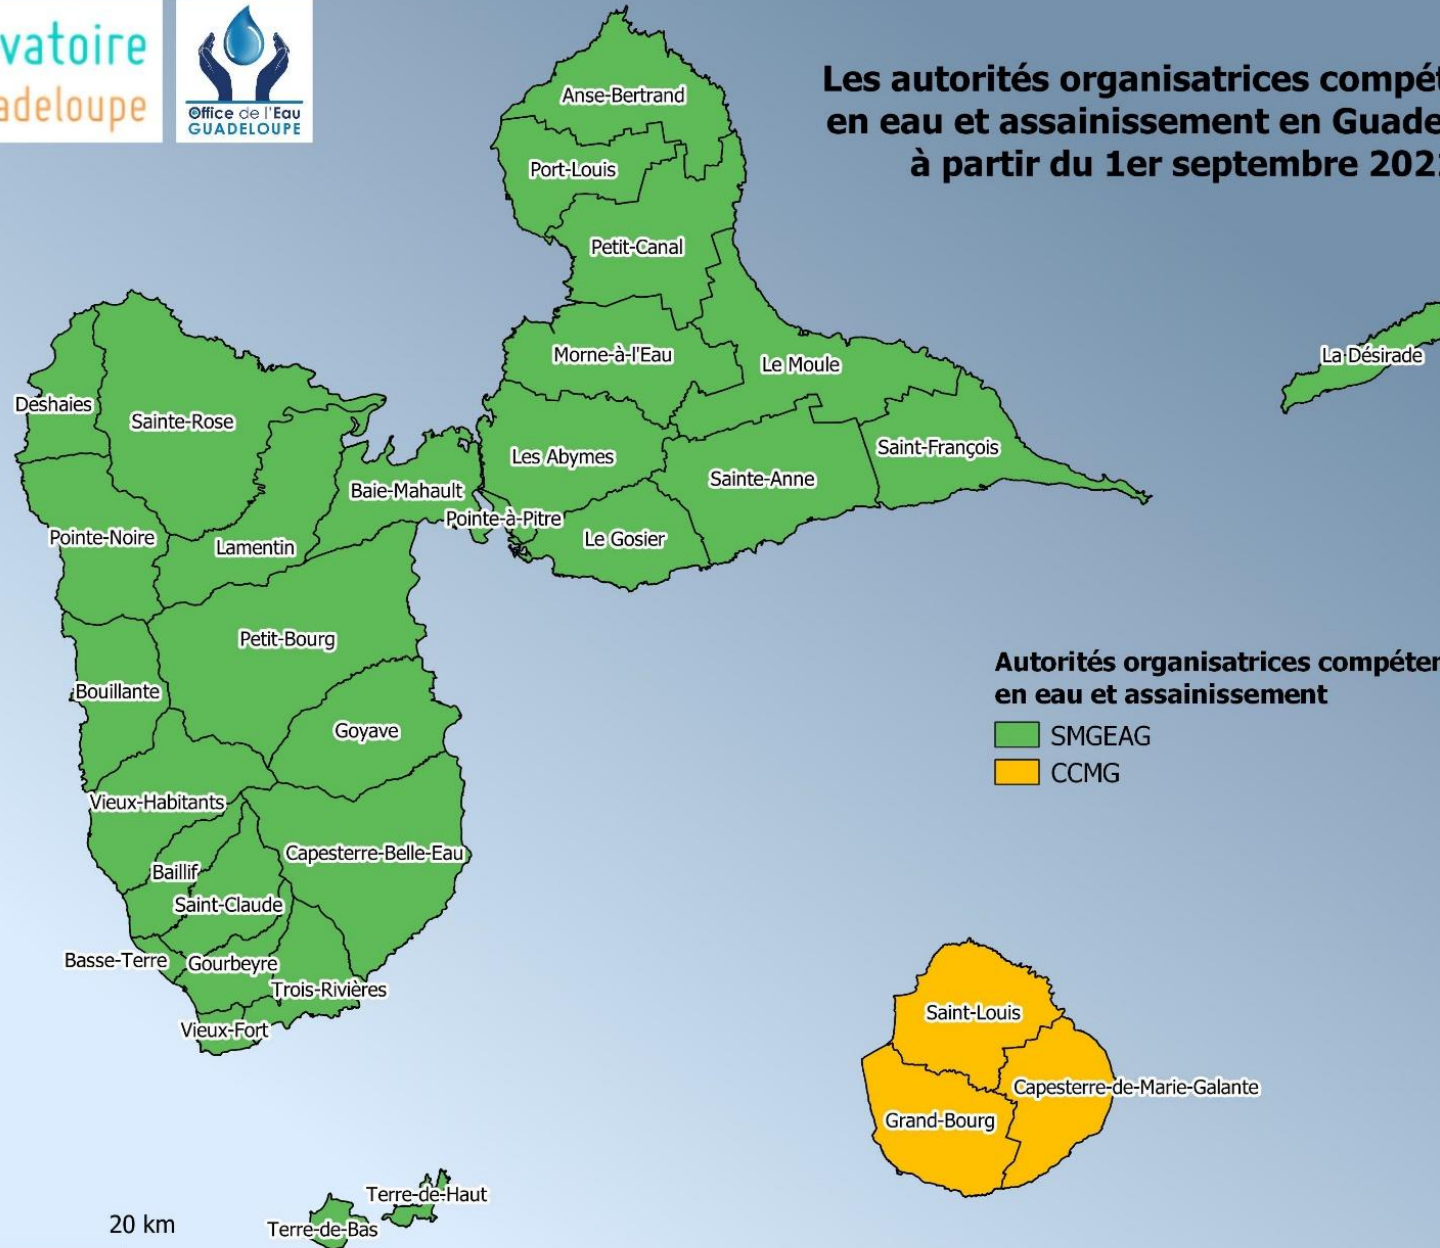 vatoire
adeloupe
Office de l'Eau
GUADELOUPE
Les autorités organisatrices compét
en eau et assainissement en Guade
à partir du 1er septembre 202
Anse-Bertrand
Port-Louis
Petit-Canal
Morne-à-l'Eau
Le Moule
La Désirade
Deshaies
Sainte-Rose
Les Abymes
Saint-François
Sainte-Anne
Baie-Mahault
Pointe-à-Pitre
Pointe-Noire
Lamentin
Le Gosier
Petit-Bourg
Bouillante
Goyave
Autorités organisatrices compéten
en eau et assainissement
SMGEAG
CCMG
Vieux-Habitants
Capesterre-Belle-Eau
Baillif
Saint-Claude
Basse-Terre
Gourbeyre
Trois-Rivières
Vieux-Fort
Saint-Louis
Capesterre-de-Marie-Galante
Grand-Bourg
Terre-de-Haut
Terre-de-Bas
20 km